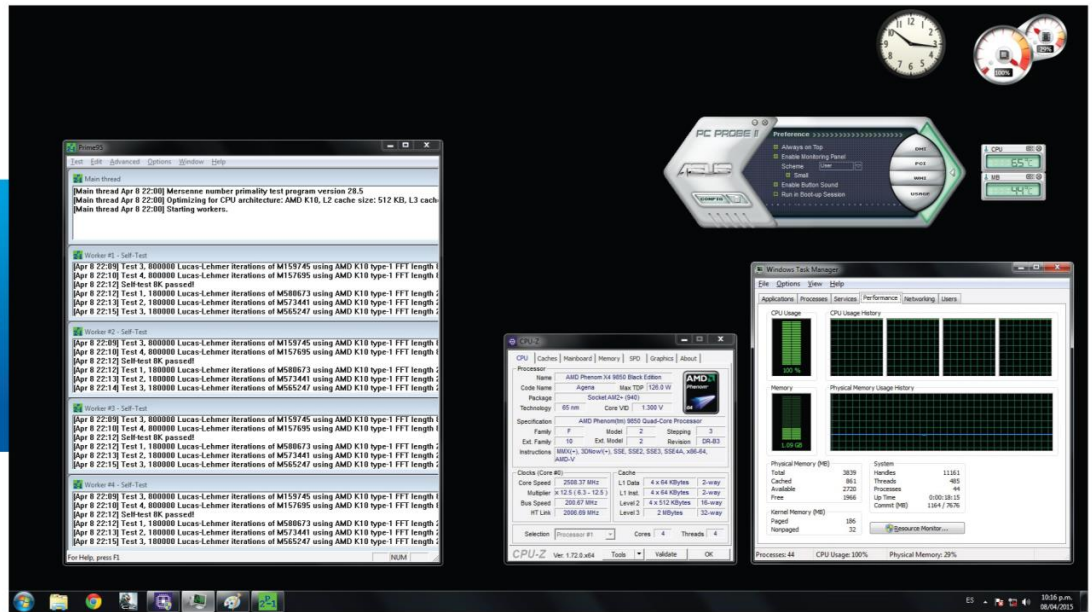 12
1
2
3
4
5
6
7
8
9
10
11
100%
29%
PC PROBE II
Preference >>>>>>>>>>>>>>>>>>>>>>
Always on Top
Enable Monitoring Panel
Scheme User
Small
Enable Button Sound
Run in Boot-up Session
CONFIG
DMI
PCI
WMI
USAGE
CPU
65°C
MB
44°C
Prime95
Test Edit Advanced Options Window Help
Main thread
[Main thread Apr 8 22:00] Mersenne number primality test program version 28.5
[Main thread Apr 8 22:00] Optimizing for CPU architecture: AMD K10, L2 cache size: 512 KB, L3 cach
[Main thread Apr 8 22:00] Starting workers.
Worker #1 - Self-Test
[Apr 8 22:09] Test 3, 800000 Lucas-Lehmer iterations of M159745 using AMD K10 type-1 FFT length
[Apr 8 22:10] Test 4, 800000 Lucas-Lehmer iterations of M157695 using AMD K10 type-1 FFT length
[Apr 8 22:12] Self-test 8K passed!
[Apr 8 22:12] Test 1, 180000 Lucas-Lehmer iterations of M580673 using AMD K10 type-1 FFT length
[Apr 8 22:13] Test 2, 180000 Lucas-Lehmer iterations of M573441 using AMD K10 type-1 FFT length
[Apr 8 22:15] Test 3, 180000 Lucas-Lehmer iterations of M565247 using AMD K10 type-1 FFT length
Worker #2 - Self-Test
[Apr 8 22:09] Test 3, 800000 Lucas-Lehmer iterations of M159745 using AMD K10 type-1 FFT length
[Apr 8 22:10] Test 4, 800000 Lucas-Lehmer iterations of M157695 using AMD K10 type-1 FFT length
[Apr 8 22:12] Self-test 8K passed!
[Apr 8 22:12] Test 1, 180000 Lucas-Lehmer iterations of M580673 using AMD K10 type-1 FFT length
[Apr 8 22:13] Test 2, 180000 Lucas-Lehmer iterations of M573441 using AMD K10 type-1 FFT length
[Apr 8 22:14] Test 3, 180000 Lucas-Lehmer iterations of M565247 using AMD K10 type-1 FFT length
Worker #3 - Self-Test
[Apr 8 22:09] Test 3, 800000 Lucas-Lehmer iterations of M159745 using AMD K10 type-1 FFT length
[Apr 8 22:10] Test 4, 800000 Lucas-Lehmer iterations of M157695 using AMD K10 type-1 FFT length
[Apr 8 22:12] Self-test 8K passed!
[Apr 8 22:12] Test 1, 180000 Lucas-Lehmer iterations of M580673 using AMD K10 type-1 FFT length
[Apr 8 22:13] Test 2, 180000 Lucas-Lehmer iterations of M573441 using AMD K10 type-1 FFT length
[Apr 8 22:15] Test 3, 180000 Lucas-Lehmer iterations of M565247 using AMD K10 type-1 FFT length
Worker #4 - Self-Test
[Apr 8 22:09] Test 3, 800000 Lucas-Lehmer iterations of M159745 using AMD K10 type-1 FFT length
[Apr 8 22:10] Test 4, 800000 Lucas-Lehmer iterations of M157695 using AMD K10 type-1 FFT length
[Apr 8 22:12] Self-test 8K passed!
[Apr 8 22:12] Test 1, 180000 Lucas-Lehmer iterations of M580673 using AMD K10 type-1 FFT length
[Apr 8 22:13] Test 2, 180000 Lucas-Lehmer iterations of M573441 using AMD K10 type-1 FFT length
[Apr 8 22:15] Test 3, 180000 Lucas-Lehmer iterations of M565247 using AMD K10 type-1 FFT length
For Help, press F1 NUM
CPU-Z
CPU Caches Mainboard Memory SPD Graphics About
Processor
Name AMD Phenom X4 9850 Black Edition
Code Name Agena Max TDP 126.0 W
Package Socket AM2+ (940)
Technology 65 nm Core VID 1.300 V
AMD
Phenom
X4
Specification AMD Phenom(tm) 9850 Quad-Core Processor
Family F Model 2 Stepping 3
Ext. Family 10 Ext. Model 2 Revision DR-B3
Instructions MMX(+), 3DNow!(+), SSE, SSE2, SSE3, SSE4A, x86-64,
AMD-V
Clocks (Core #0)
Core Speed 2508.37 MHz
Multiplier x 12.5 ( 6.3 - 12.5 )
Bus Speed 200.67 MHz
HT Link 2006.69 MHz
Cache
L1 Data 4 x 64 KBytes 2-way
L1 Inst. 4 x 64 KBytes 2-way
Level 2 4 x 512 KBytes 16-way
Level 3 2 MBytes 32-way
Selection Processor #1 Cores 4 Threads 4
CPU-Z Ver. 1.72.0.x64 Tools Validate OK
Windows Task Manager
File Options View Help
Applications Processes Services Performance Networking Users
CPU Usage CPU Usage History
100 %
Memory Physical Memory Usage History
1,09 GB
Physical Memory (MB)
Total 3839
Cached 861
Available 2720
Free 1966
Kernel Memory (MB)
Paged 186
Nonpaged 32
System
Handles 11161
Threads 485
Processes 44
Up Time 0:00:18:15
Commit (MB) 1164 / 7676
Resource Monitor...
Processes: 44 CPU Usage: 100% Physical Memory: 29%
ES
10:16 p.m.
08/04/2015